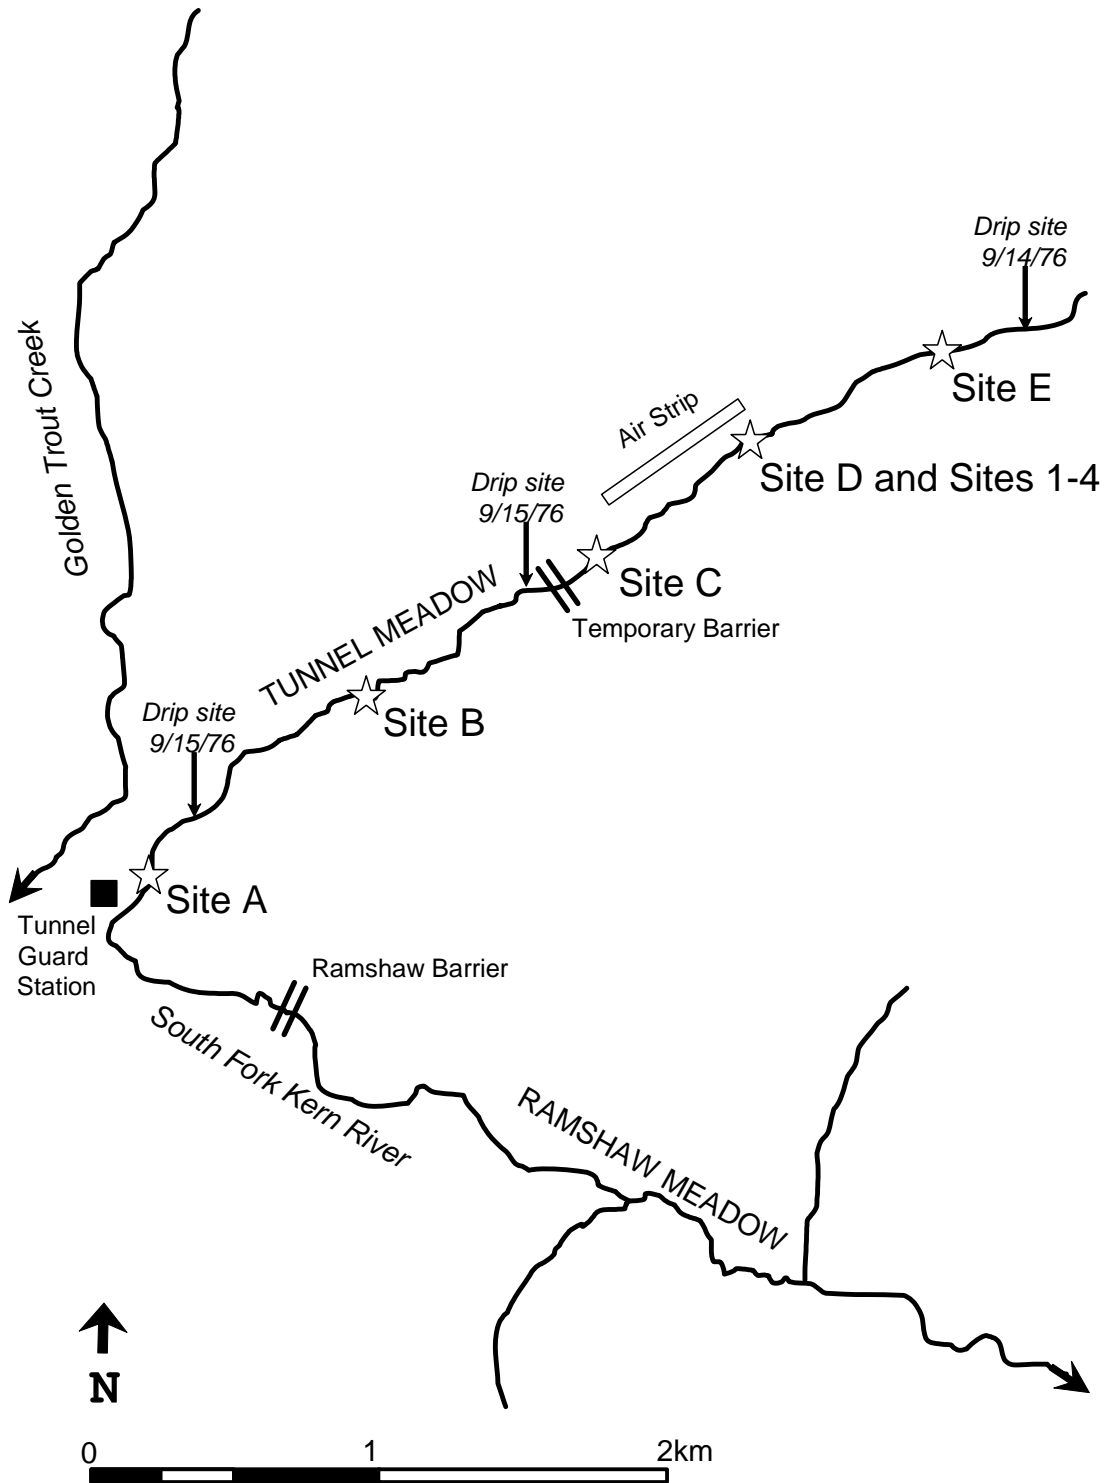 Drip site
9/14/76
Golden Trout Creek
Site E
Air Strip
Site D and Sites 1-4
Drip site
9/15/76
Site C
TUNNEL MEADOW
Temporary Barrier
Drip site
9/15/76
Site B
Site A
Tunnel
Guard
Station
Ramshaw Barrier
South Fork Kern River
RAMSHAW MEADOW
N
0
1
2km